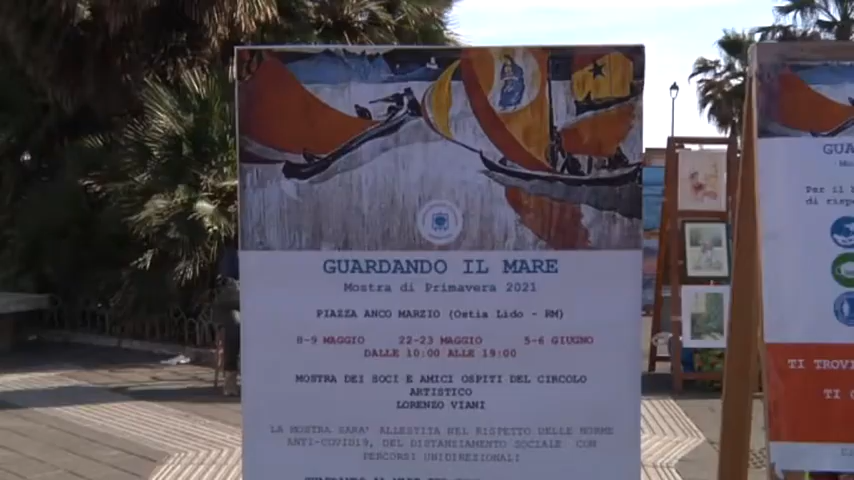 GUARDANDO IL MARE
Mostra di Primavera 2021
PIAZZA ANCO MARZIO (Ostia Lido - RM)
8-9 MAGGIO 22-23 MAGGIO 5-6 GIUGNO
DALLE 10:00 ALLE 19:00
MOSTRA DEI SOCI E AMICI OSPITI DEL CIRCOLO
ARTISTICO
LORENZO VIANI
LA MOSTRA SARA' ALLESTITA NEL RISPETTO DELLE NORME
ANTI-COVID19, DEL DISTANZIAMENTO SOCIALE E CON
PERCORSI UNIDIREZIONALI
GUARDA
Per il
di risp
TI TROVI
TI